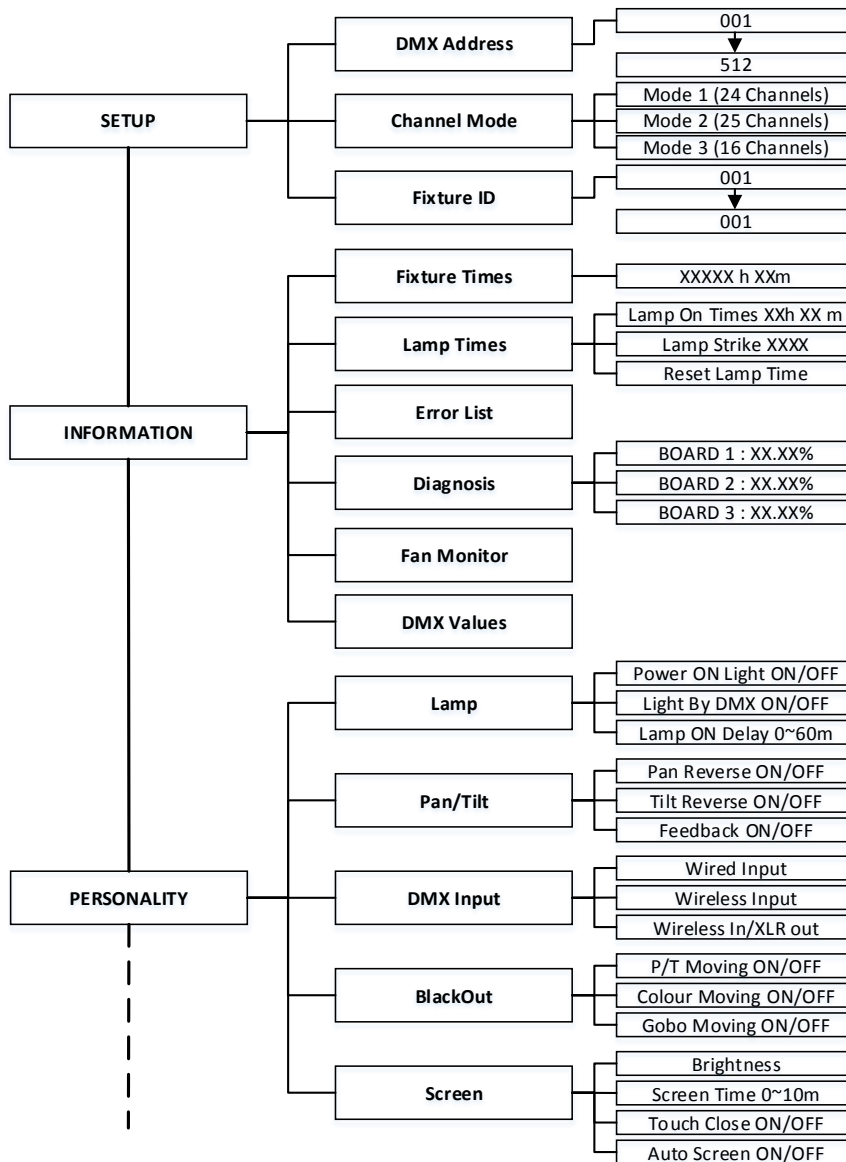 SETUP
DMX Address
001
512
Channel Mode
Mode 1 (24 Channels)
Mode 2 (25 Channels)
Mode 3 (16 Channels)
Fixture ID
001
001
INFORMATION
Fixture Times
XXXXX h XXm
Lamp Times
Lamp On Times XXh XX m
Lamp Strike XXXX
Reset Lamp Time
Error List
Diagnosis
BOARD 1 : XX.XX%
BOARD 2 : XX.XX%
BOARD 3 : XX.XX%
Fan Monitor
DMX Values
PERSONALITY
Lamp
Power ON Light ON/OFF
Light By DMX ON/OFF
Lamp ON Delay 0~60m
Pan/Tilt
Pan Reverse ON/OFF
Tilt Reverse ON/OFF
Feedback ON/OFF
DMX Input
Wired Input
Wireless Input
Wireless In/XLR out
BlackOut
P/T Moving ON/OFF
Colour Moving ON/OFF
Gobo Moving ON/OFF
Screen
Brightness
Screen Time 0~10m
Touch Close ON/OFF
Auto Screen ON/OFF